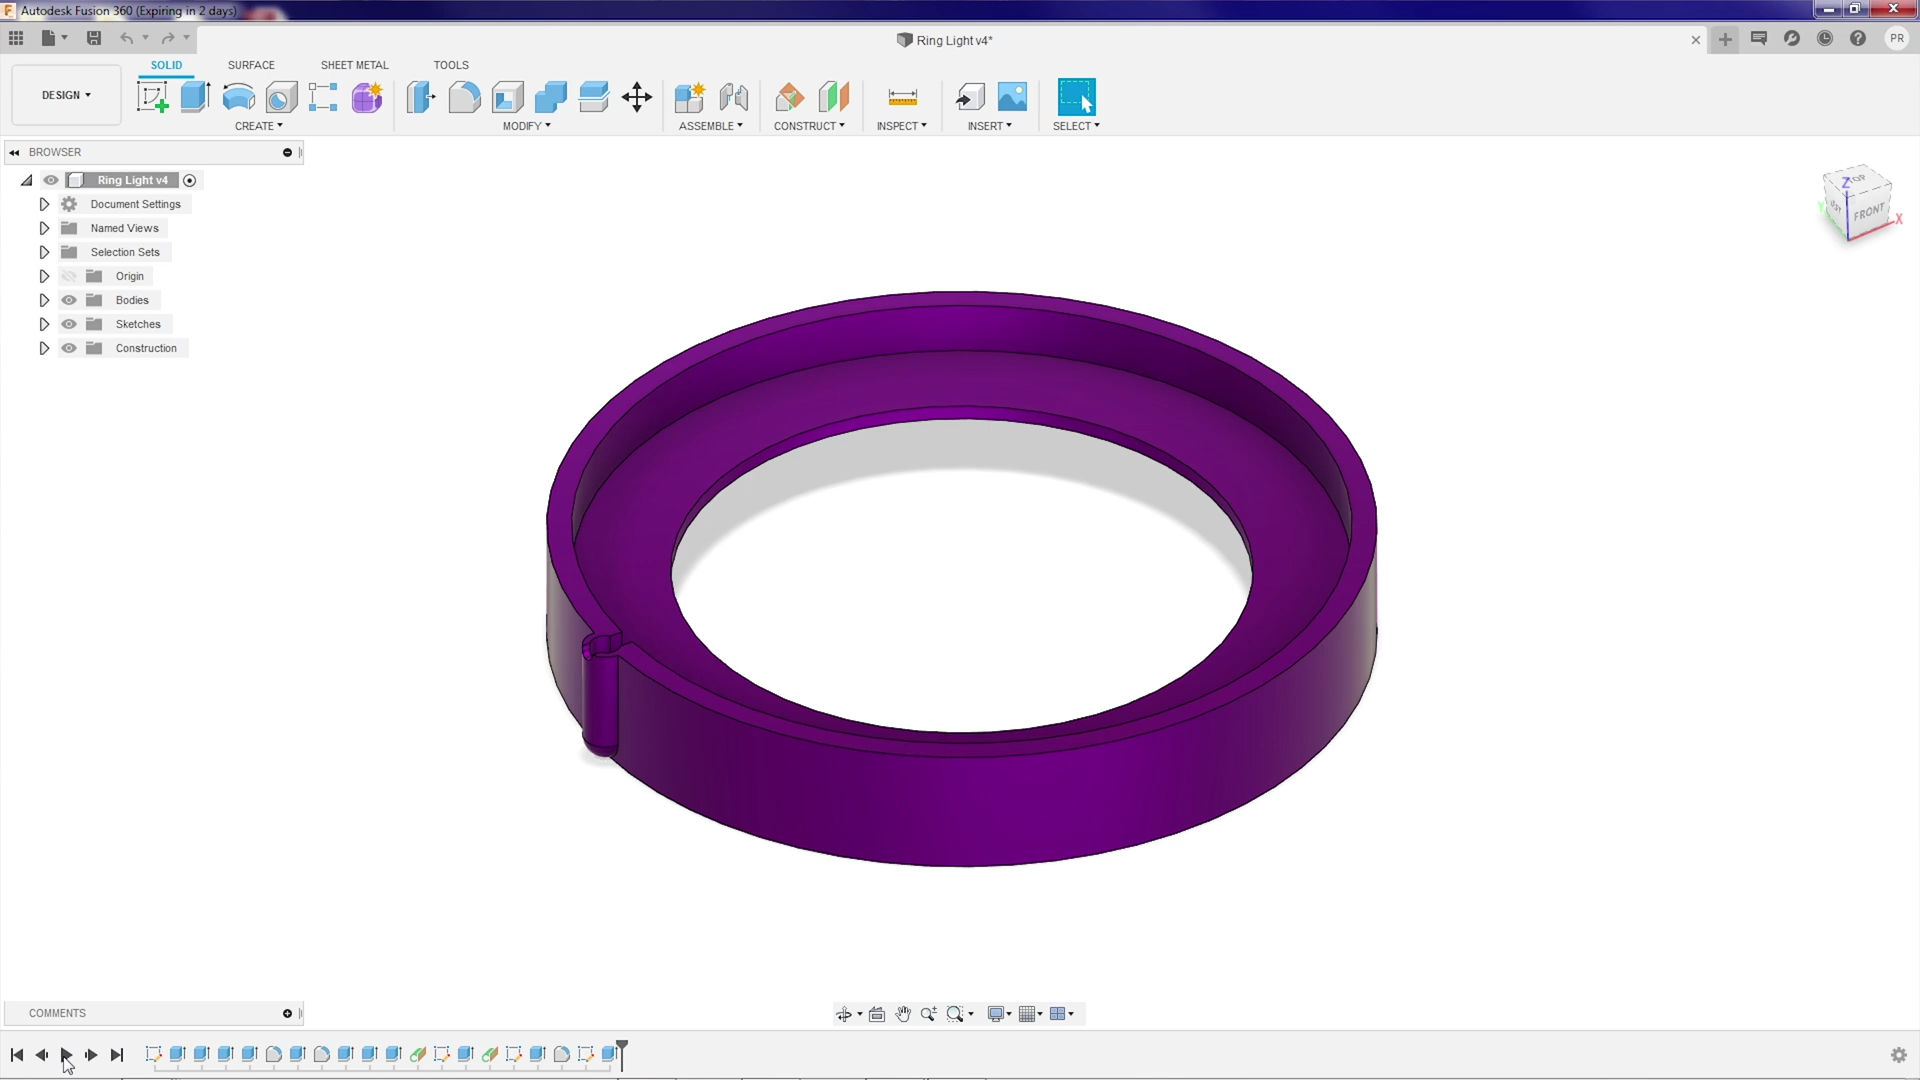 Autodesk Fusion 360 (Expiring in 2 days)
Ring Light v4*
PR
SOLID SURFACE SHEET METAL TOOLS
DESIGN
CREATE MODIFY ASSEMBLE CONSTRUCT INSPECT INSERT SELECT
BROWSER
Ring Light v4
Document Settings
Named Views
Selection Sets
Origin
Bodies
Sketches
Construction
TOP
Z
FRONT
X
COMMENTS